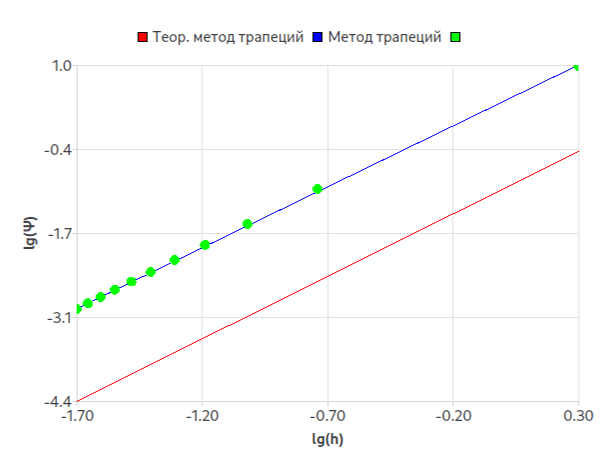 Теор. метод трапеций Метод трапеций
1.0
-0.4
-1.7
-3.1
-4.4
lg(Ψ)
-1.70 -1.20 -0.70 -0.20 0.30
lg(h)